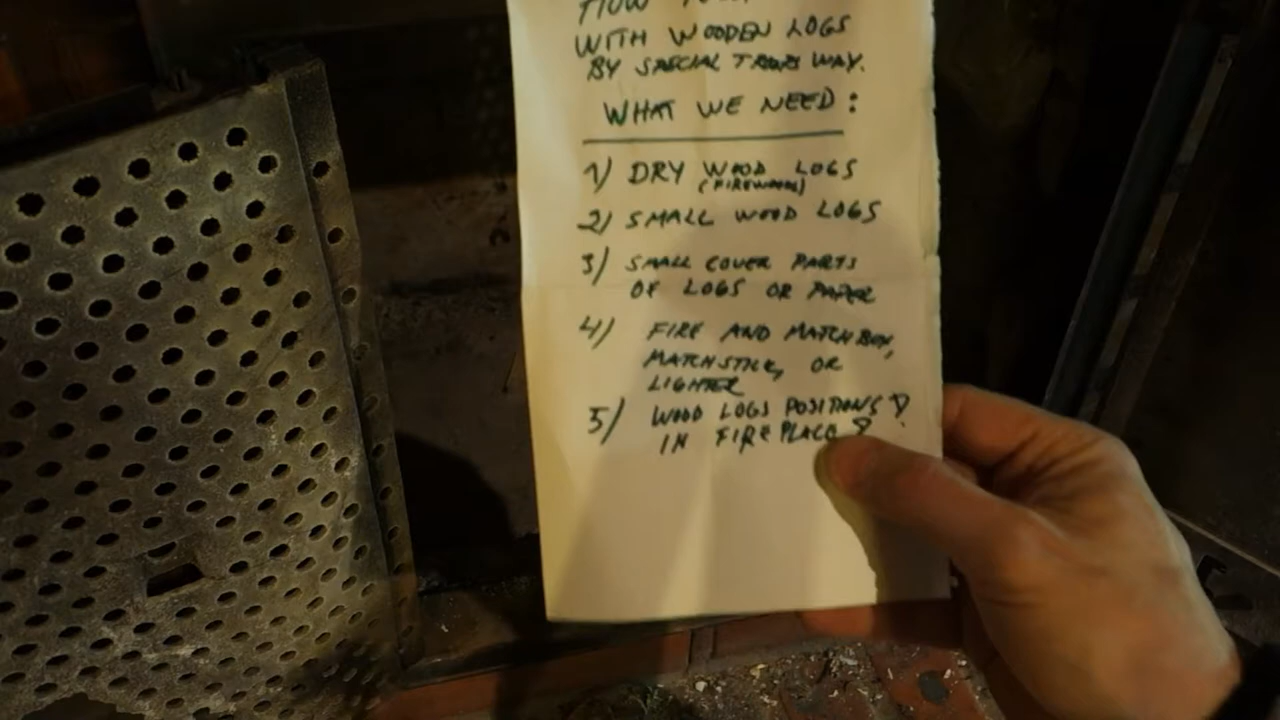 HOW
WITH WOODEN LOGS
BY SPECIAL WAY.
WHAT WE NEED:
1) DRY WOOD LOGS
(FIREWOOD)
2) SMALL WOOD LOGS
3) SMALL COVER PARTS
OF LOGS OR PAPER
4) FIRE AND MATCHBOX,
MATCHSTICK, OR
LIGHTER
5) WOOD LOGS POSITIONS
IN FIREPLACE